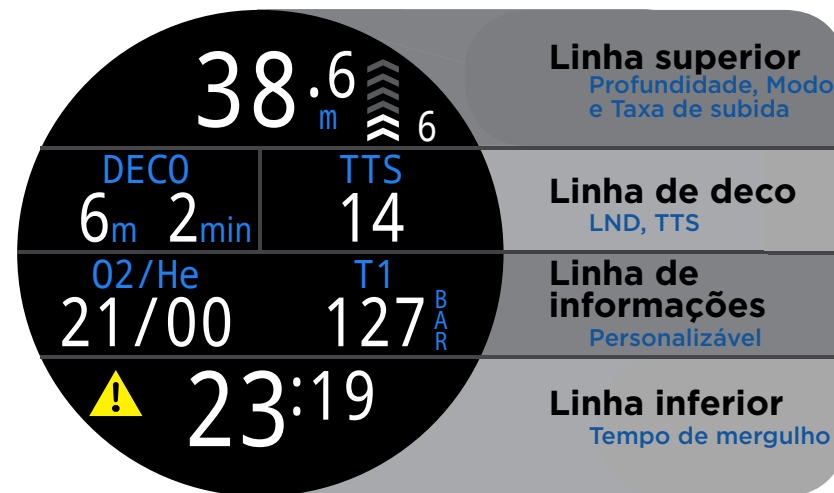 38.6
m
6
Linha superior
Profundidade, Modo
e Taxa de subida
DECO TTS
6m 2min 14
Linha de deco
LND, TTS
O2/He T1
21/00 127 BAR
Linha de
informações
Personalizável
23:19
Linha inferior
Tempo de mergulho